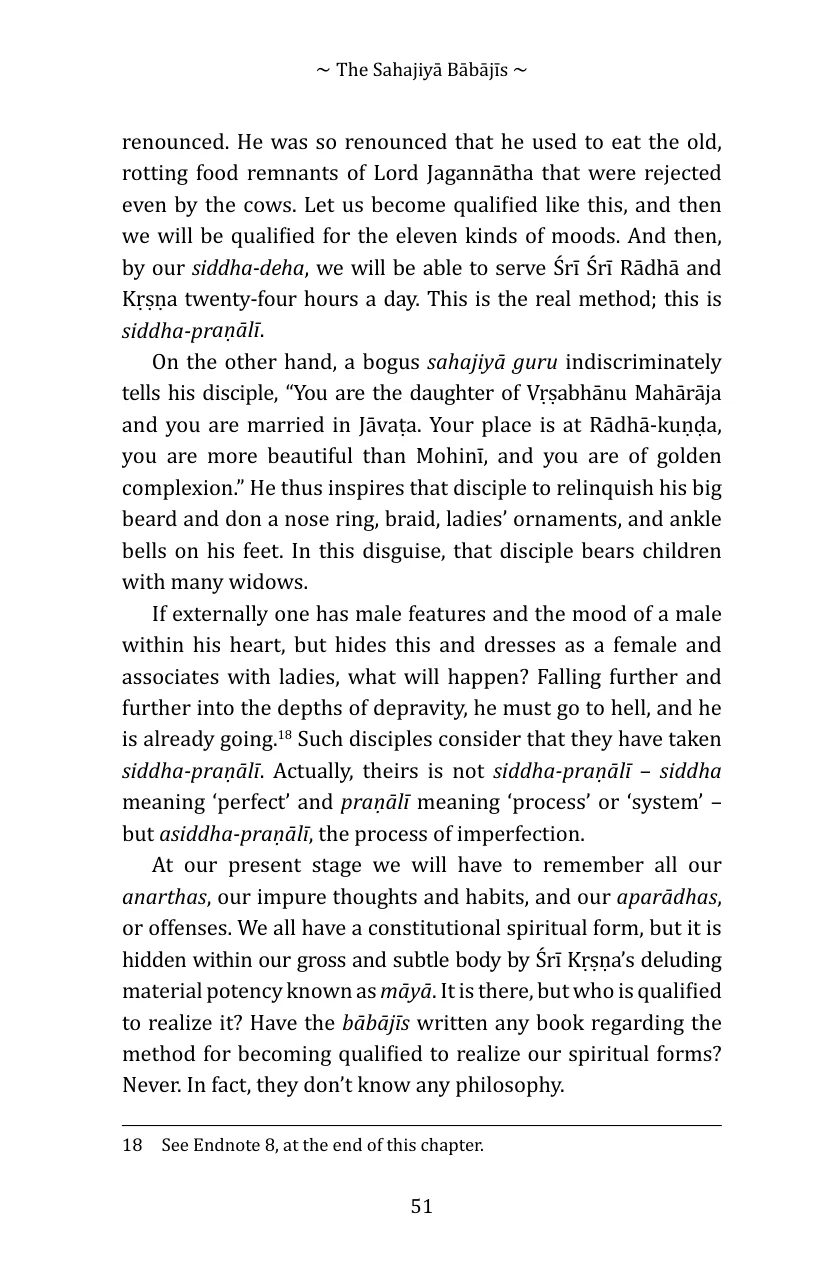 ~ The Sahajiyā Bābājīs ~
renounced. He was so renounced that he used to eat the old,
rotting food remnants of Lord Jagannātha that were rejected
even by the cows. Let us become qualified like this, and then
we will be qualified for the eleven kinds of moods. And then,
by our siddha-deha, we will be able to serve Śrī Śrī Rādhā and
Kṛṣṇa twenty-four hours a day. This is the real method; this is
siddha-praṇālī.
On the other hand, a bogus sahajiyā guru indiscriminately
tells his disciple, “You are the daughter of Vṛṣabhānu Mahārāja
and you are married in Jāvaṭa. Your place is at Rādhā-kuṇḍa,
you are more beautiful than Mohinī, and you are of golden
complexion.” He thus inspires that disciple to relinquish his big
beard and don a nose ring, braid, ladies’ ornaments, and ankle
bells on his feet. In this disguise, that disciple bears children
with many widows.
If externally one has male features and the mood of a male
within his heart, but hides this and dresses as a female and
associates with ladies, what will happen? Falling further and
further into the depths of depravity, he must go to hell, and he
is already going.18 Such disciples consider that they have taken
siddha-praṇālī. Actually, theirs is not siddha-praṇālī – siddha
meaning ‘perfect’ and praṇālī meaning ‘process’ or ‘system’ –
but asiddha-praṇālī, the process of imperfection.
At our present stage we will have to remember all our
anarthas, our impure thoughts and habits, and our aparādhas,
or offenses. We all have a constitutional spiritual form, but it is
hidden within our gross and subtle body by Śrī Kṛṣṇa’s deluding
material potency known as māyā. It is there, but who is qualified
to realize it? Have the bābājīs written any book regarding the
method for becoming qualified to realize our spiritual forms?
Never. In fact, they don’t know any philosophy.
18 See Endnote 8, at the end of this chapter.
51